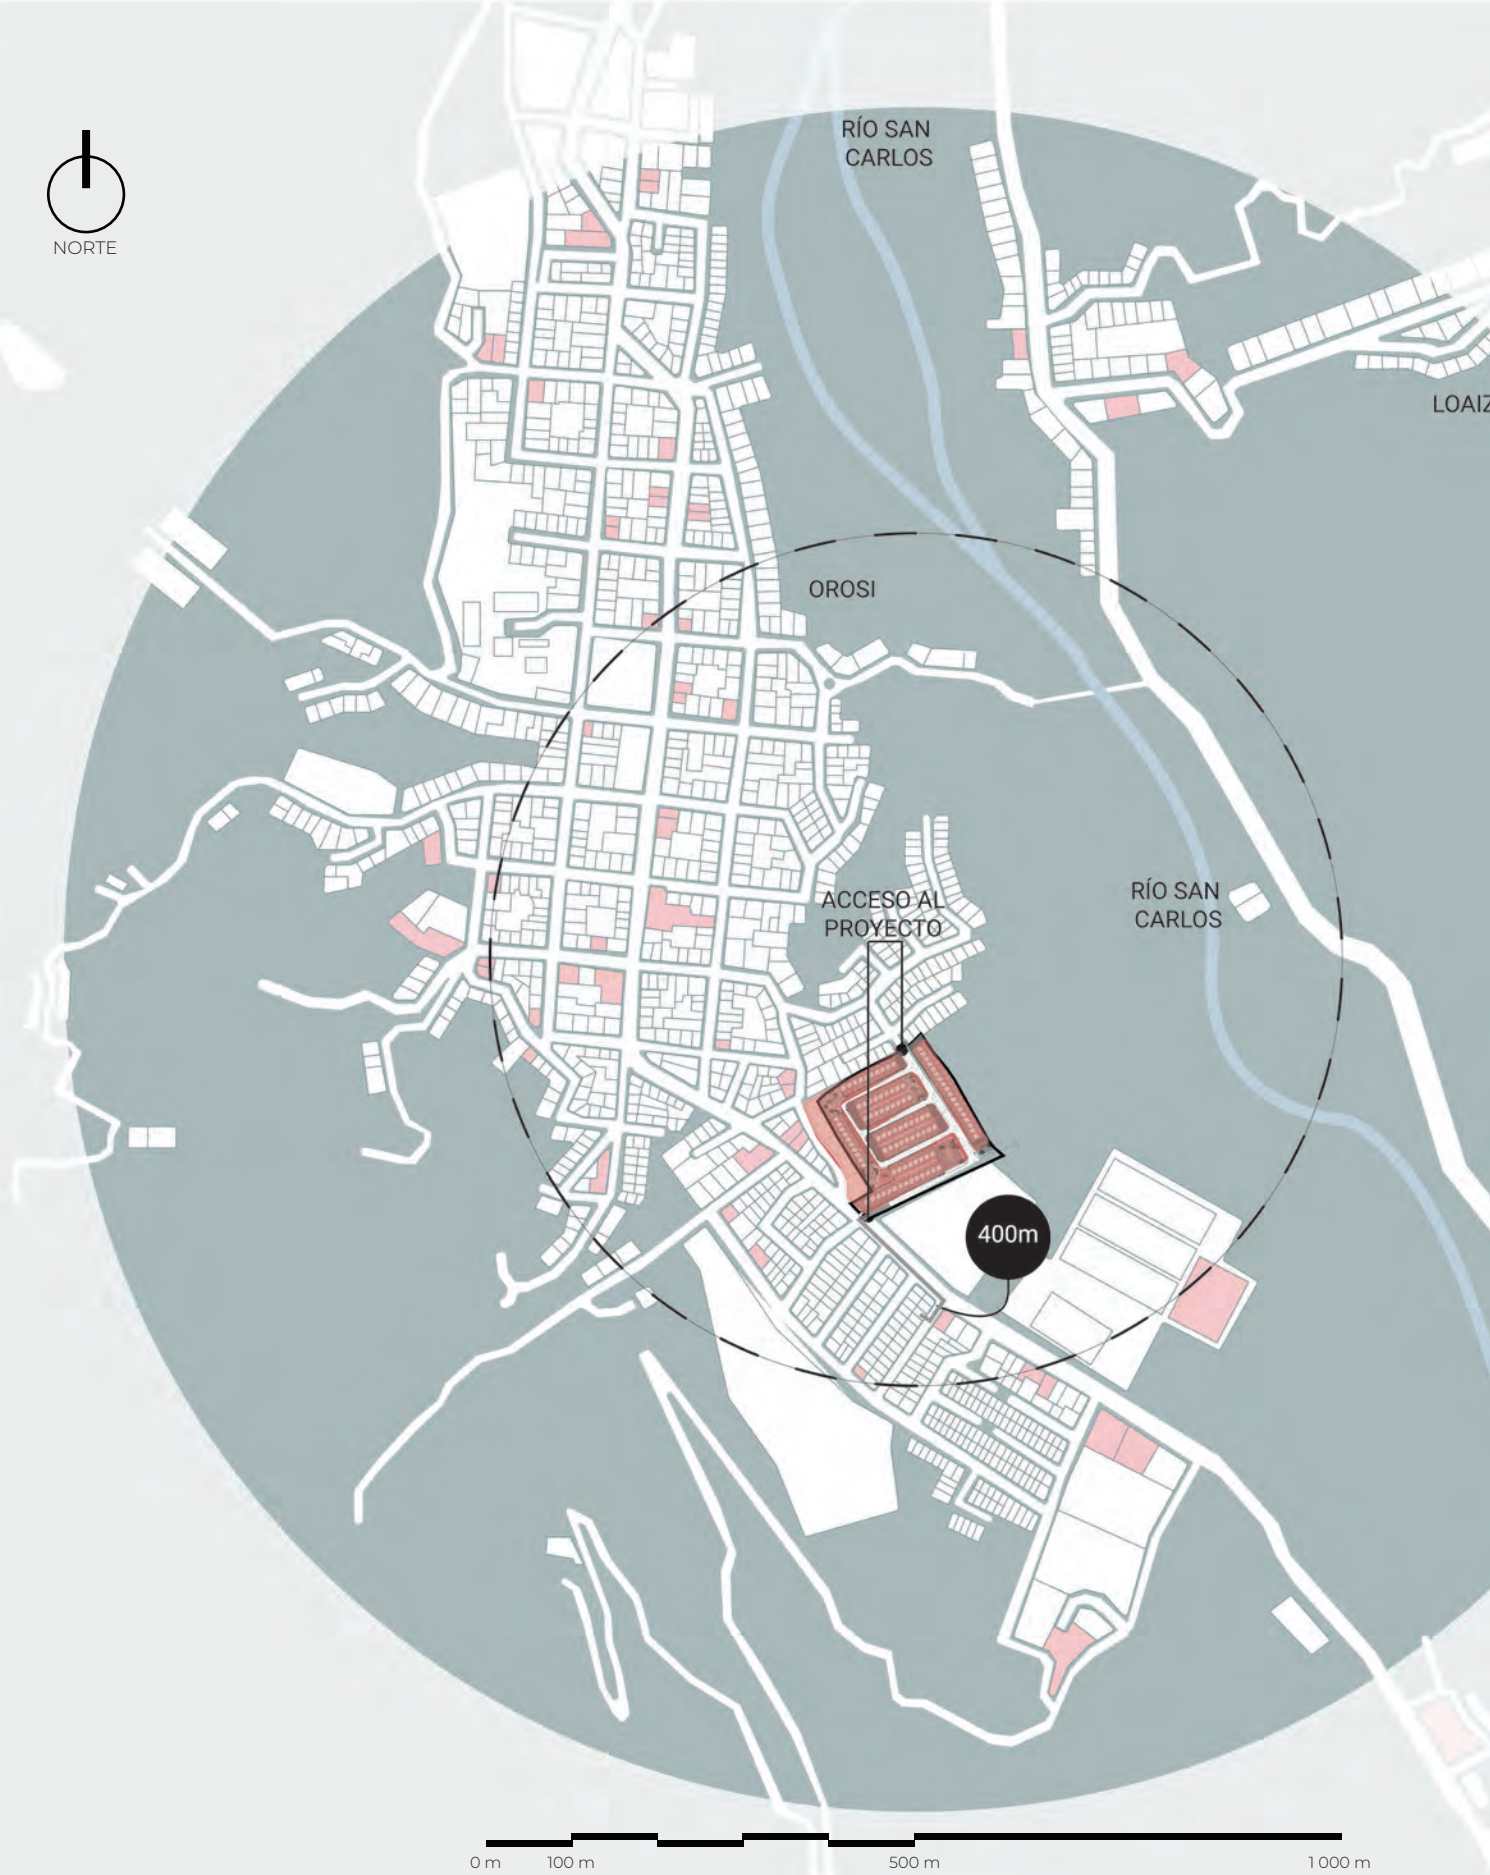 RÍO SAN
CARLOS
NORTE
LOAIZ
OROSI
ACCESO AL
PROYECTO
RÍO SAN
CARLOS
400m
0 m 100 m 500 m 1 000 m